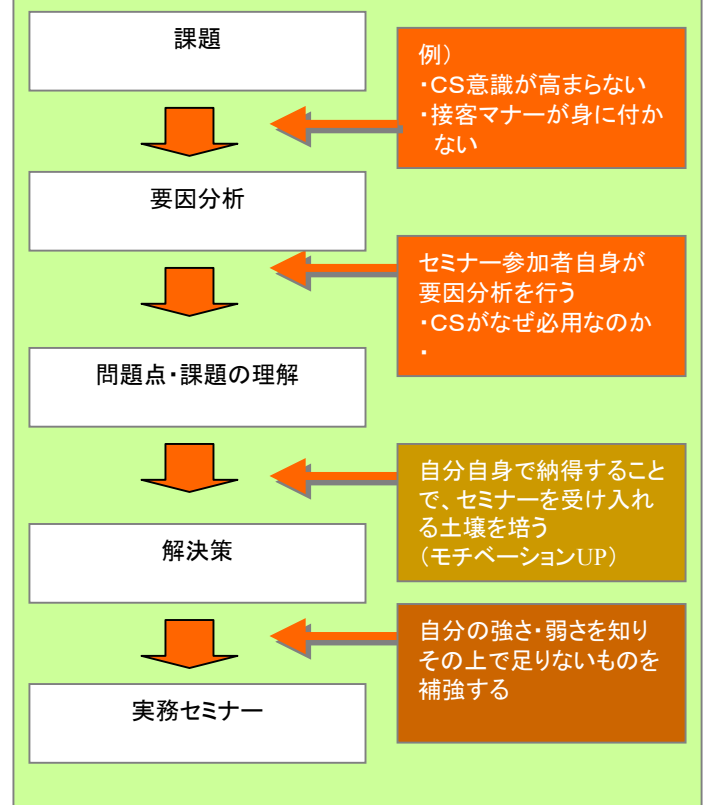 課題
例）
・CS意識が高まらない
・接客マナーが身に付か
ない
要因分析
セミナー参加者自身が
要因分析を行う
・CSがなぜ必用なのか
・
問題点・課題の理解
自分自身で納得すること
で、セミナーを受け入れ
る土壌を培う
（モチベーションUP）
解決策
自分の強さ・弱さを知り
その上で足りないものを
補強する
実務セミナー